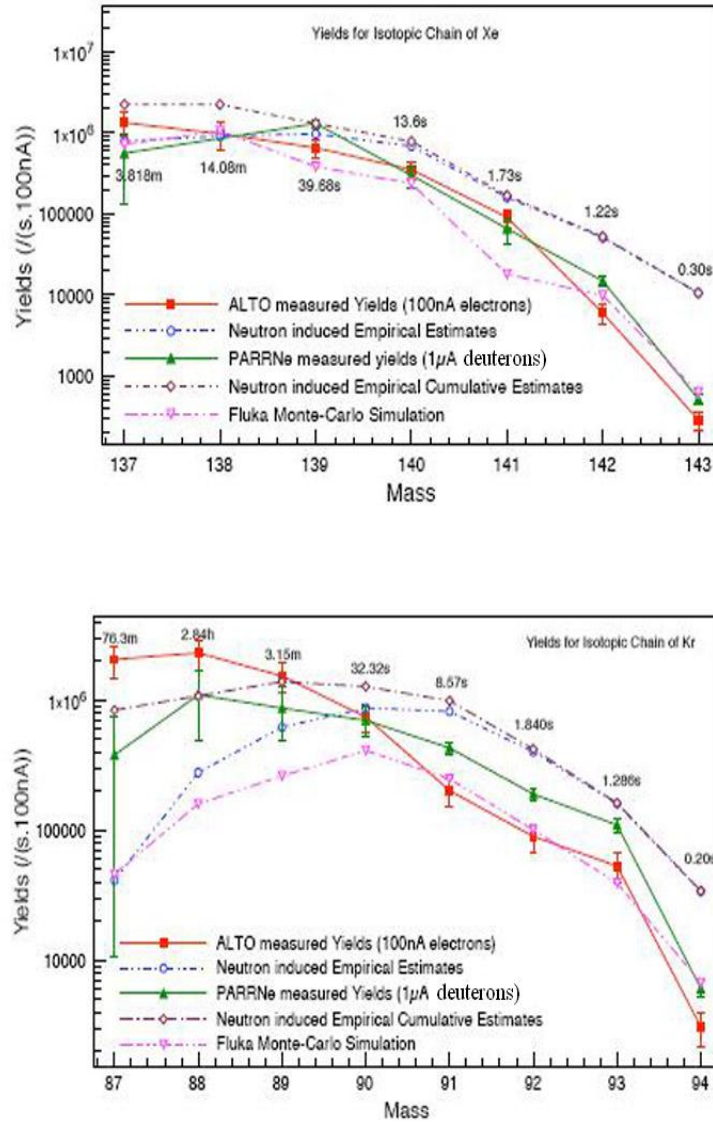 Yields for Isotopic Chain of Xe
Yields (/(s.100nA))
1×10⁷
1×10⁶
100000
10000
1000
3.818m
14.08m
39.68s
13.6s
1.73s
1.22s
0.30s
ALTO measured Yields (100nA electrons)
Neutron induced Empirical Estimates
PARRNe measured yields (1µA deuterons)
Neutron induced Empirical Cumulative Estimates
Fluka Monte-Carlo Simulation
137 138 139 140 141 142 143
Mass
Yields for Isotopic Chain of Kr
Yields (/(s.100nA))
1×10⁶
100000
10000
76.3m
2.84h
3.15m
32.32s
8.57s
1.840s
1.286s
0.20s
ALTO measured Yields (100nA electrons)
Neutron induced Empirical Estimates
PARRNe measured Yields (1µA deuterons)
Neutron induced Empirical Cumulative Estimates
Fluka Monte-Carlo Simulation
87 88 89 90 91 92 93 94
Mass